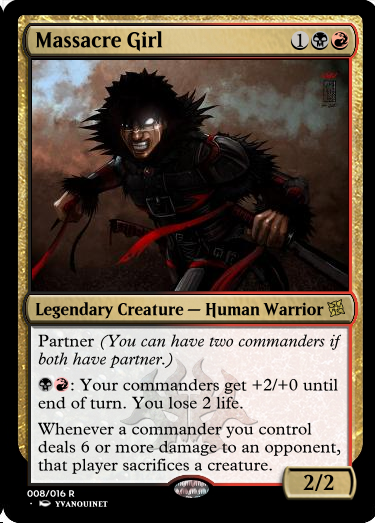 Massacre Girl 1
Legendary Creature — Human Warrior
Partner (You can have two commanders if
both have partner.)
: Your commanders get +2/+0 until
end of turn. You lose 2 life.
Whenever a commander you control
deals 6 or more damage to an opponent,
that player sacrifices a creature.
2/2
008/016 R
· YVANQUINET